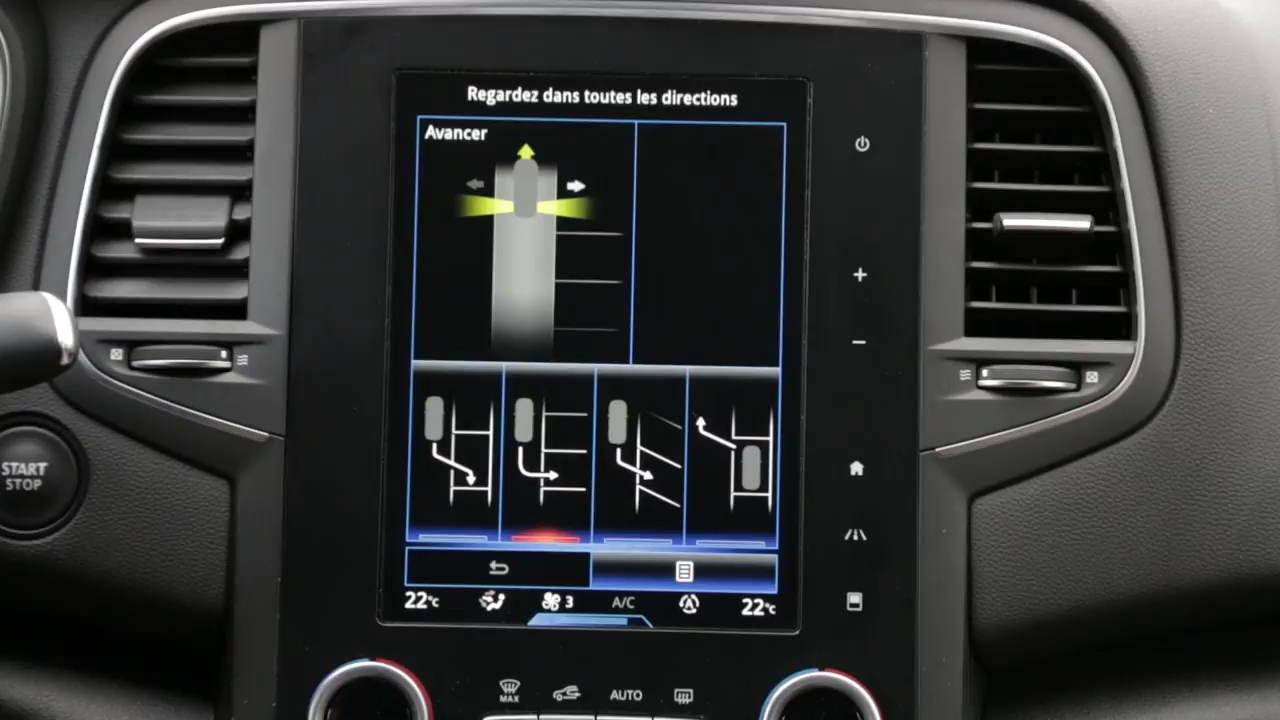 Regardez dans toutes les directions
Avancer
START
STOP
22°C
3
A/C
A
22°C
MAX
AUTO